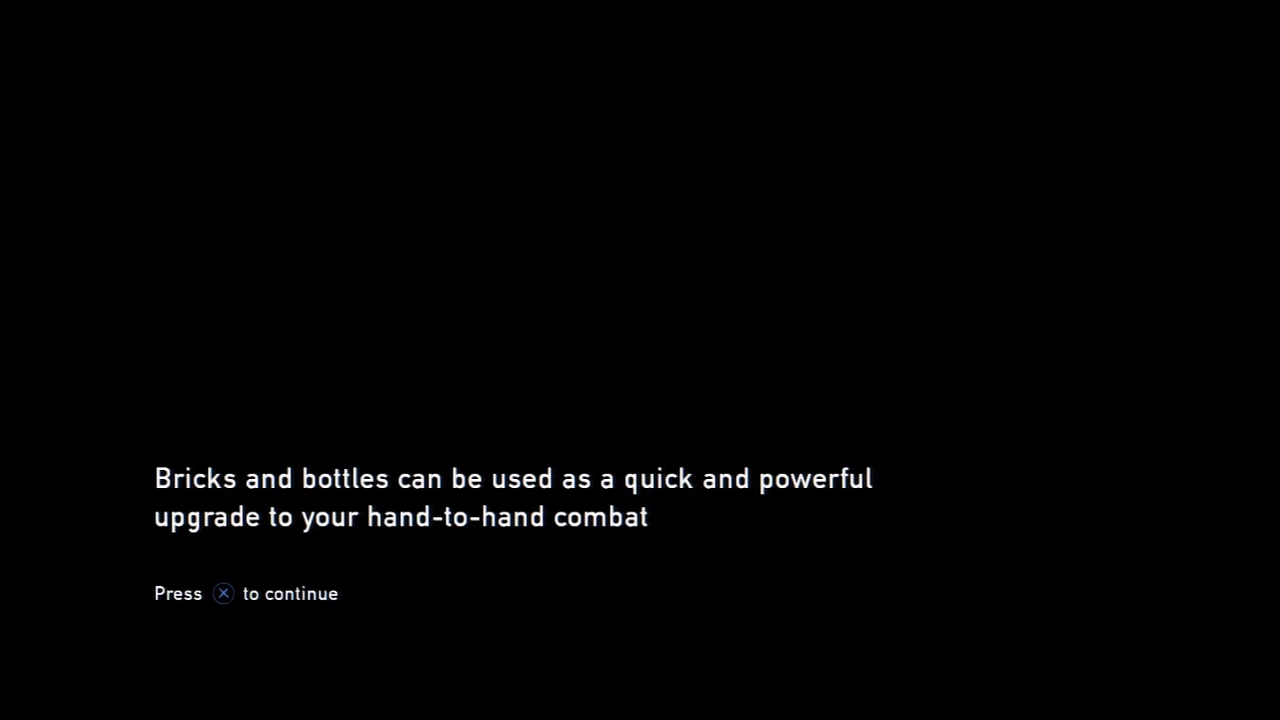 Bricks and bottles can be used as a quick and powerful
upgrade to your hand-to-hand combat
Press ⓧ to continue